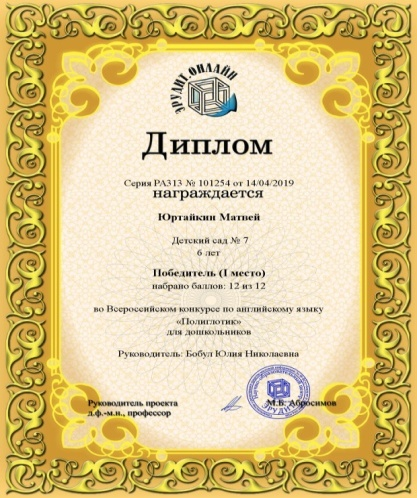 ЭРУДИТ.ОНЛАЙН
Диплом
Серия РА313 № 101254 от 14/04/2019
награждается
Юртайкин Матвей
Детский сад № 7
6 лет
Победитель (I место)
набрано баллов: 12 из 12
во Всероссийском конкурсе по английскому языку
«Полиглотик»
для дошкольников
Руководитель: Бобул Юлия Николаевна
Руководитель проекта М.Б. Абросимов
д.ф.-м.н., профессор
ЭРУДИТ